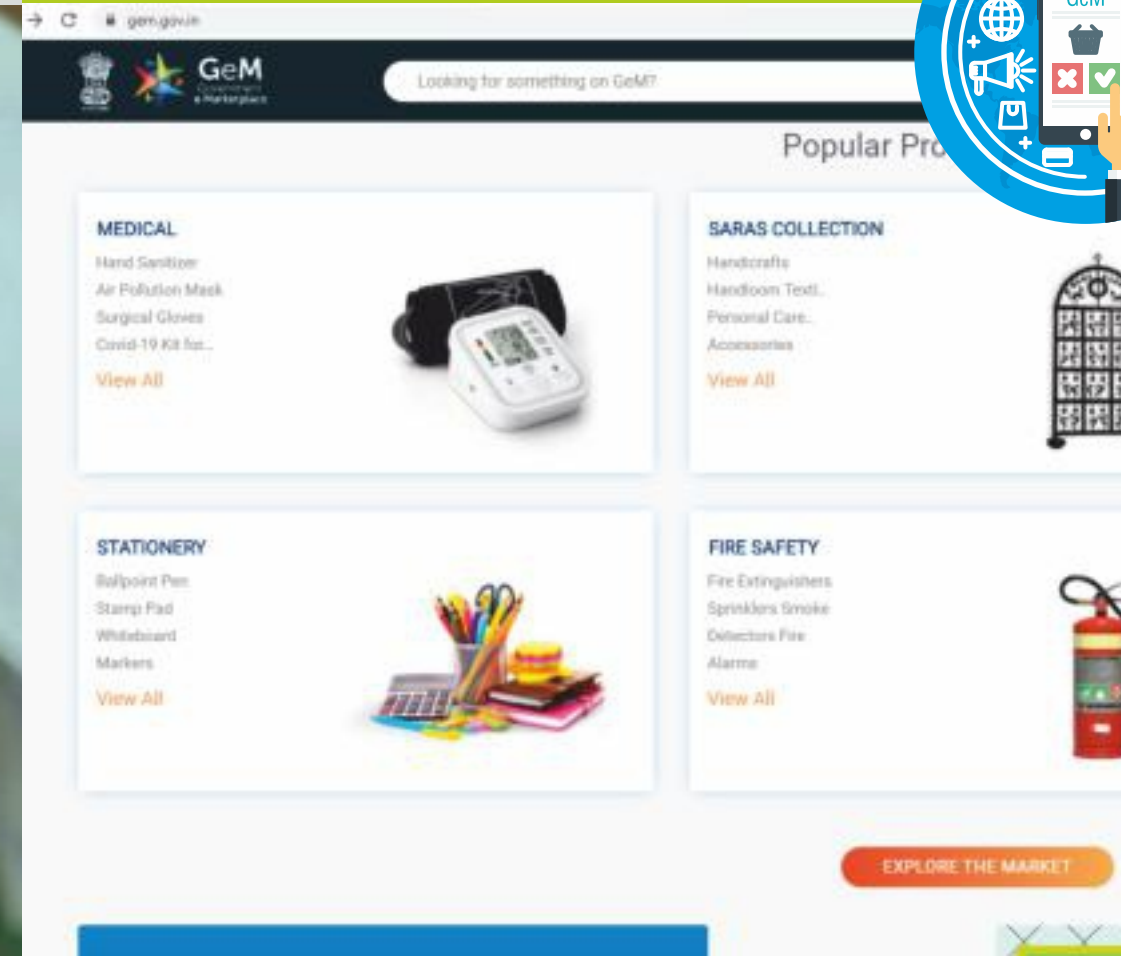 gem.gov.in
GeM
GeM
Government
e Marketplace
Looking for something on GeM?
Popular Pro
MEDICAL
Hand Sanitizer
Air Pollution Mask
Surgical Gloves
Covid-19 Kit for...
View All
SARAS COLLECTION
Handicrafts
Handloom Texti..
Personal Care..
Accessories
View All
STATIONERY
Ballpoint Pen
Stamp Pad
Whiteboard
Markers
View All
FIRE SAFETY
Fire Extinguishers
Sprinklers Smoke
Detectors Fire
Alarms
View All
EXPLORE THE MARKET